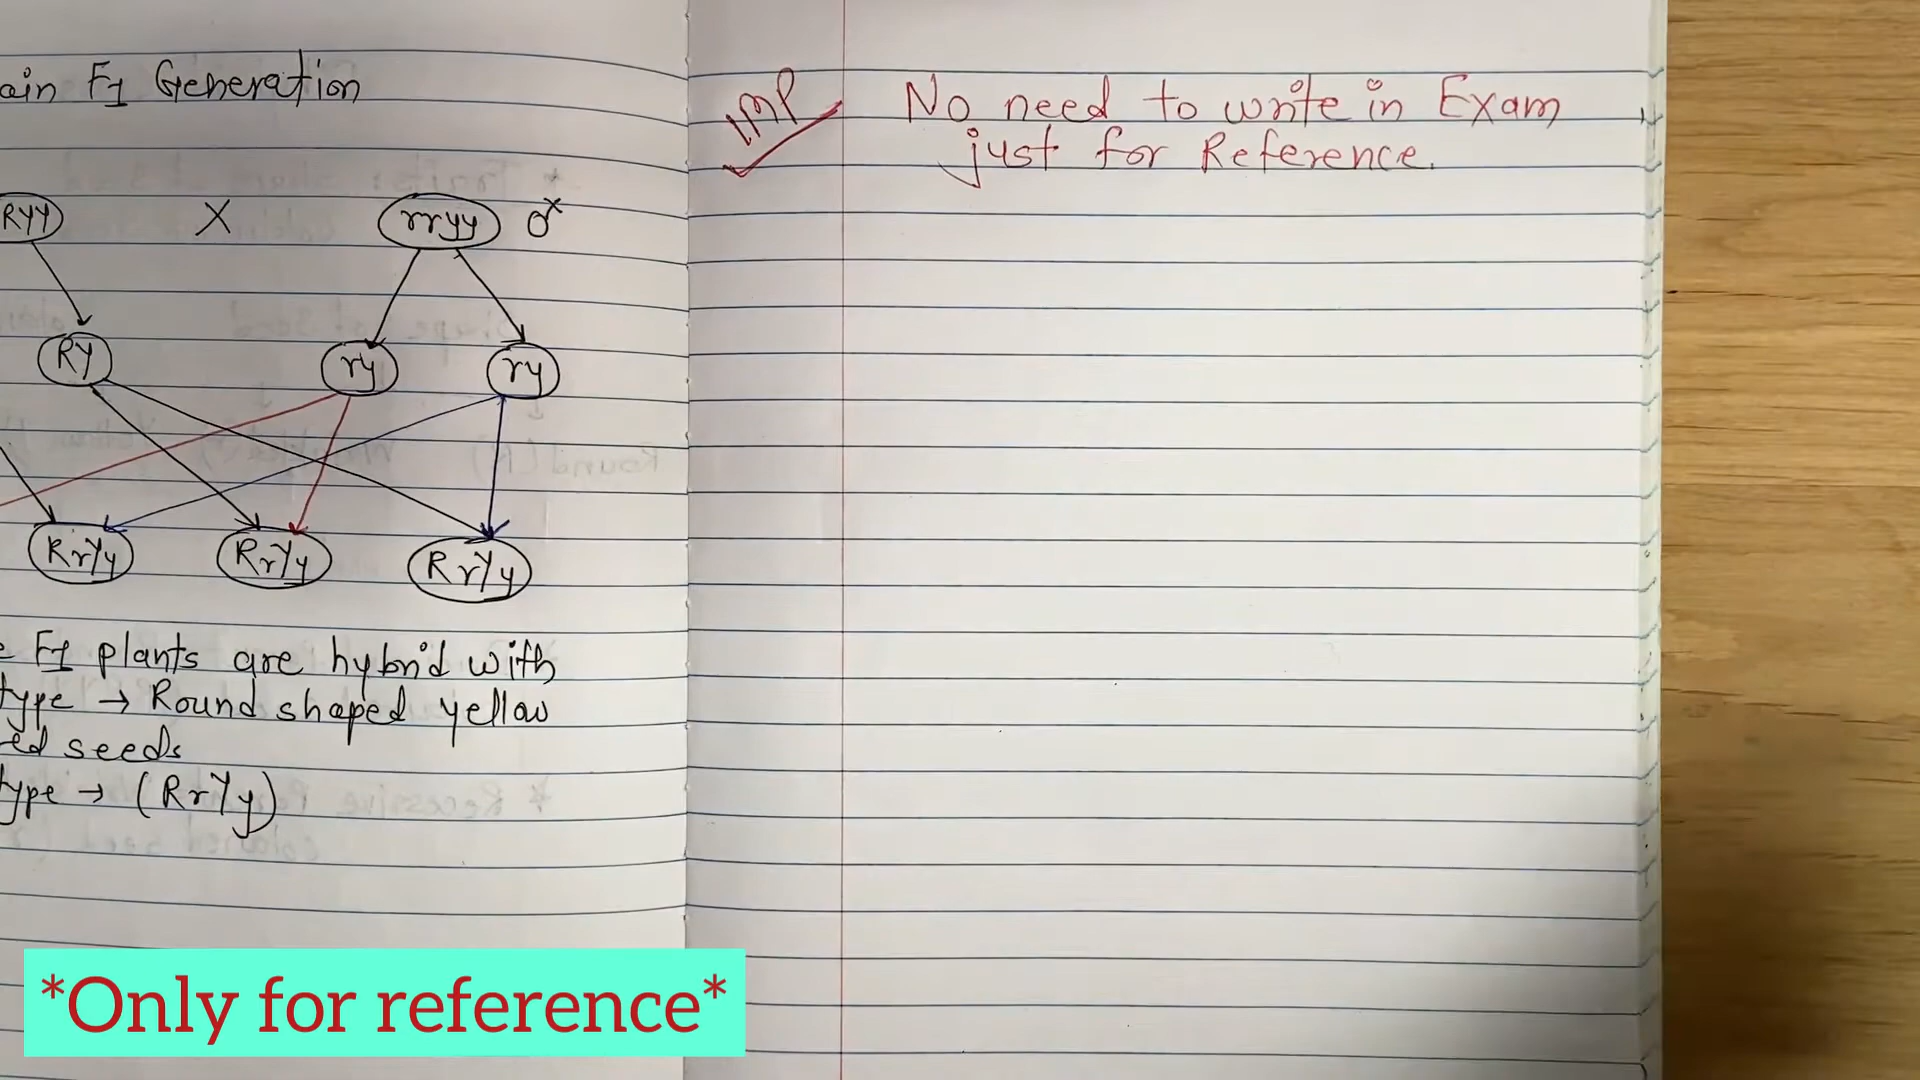 ain F1 Generation
IMP
No need to write in Exam
just for Reference.
RYY X rryy ♂
RY ry ry
RrYy RrYy RrYy
e F1 plants are hybrid with
type → Round shaped yellow
ed seeds
type → (RrYy)
*Only for reference*